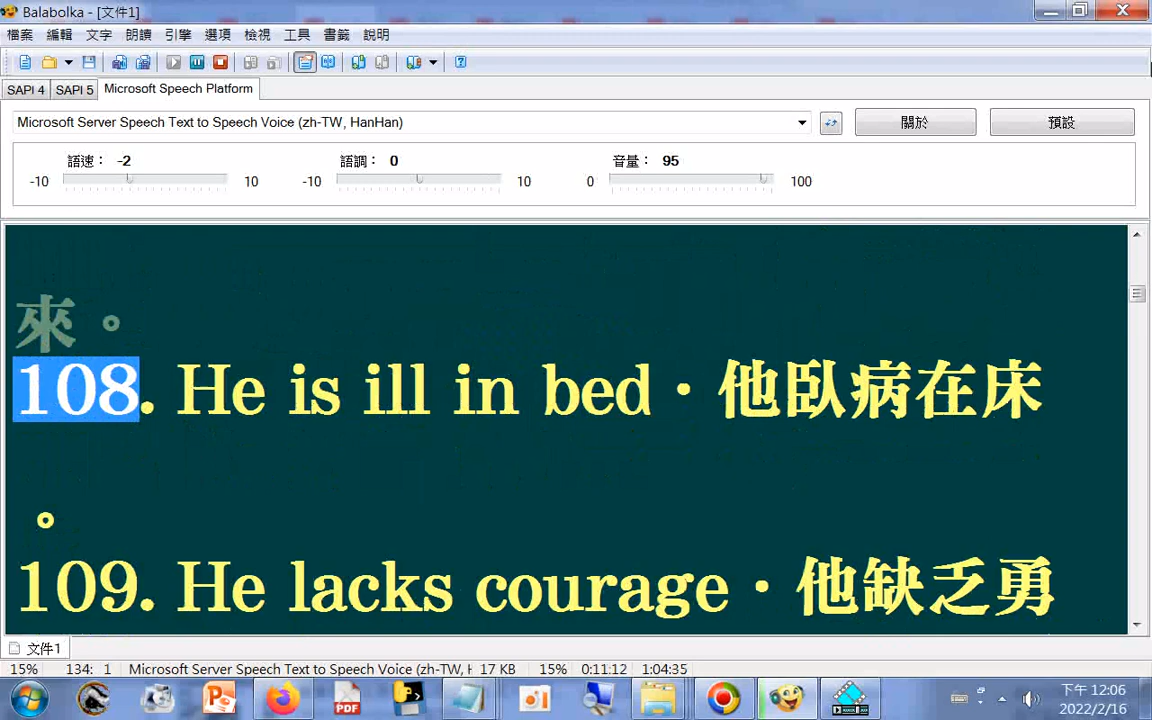 Balabolka - [文件1]
檔案 編輯 文字 朗讀 引擎 選項 檢視 工具 書籤 說明
SAPI 4 SAPI 5 Microsoft Speech Platform
Microsoft Server Speech Text to Speech Voice (zh-TW, HanHan) 關於 預設
語速： -2 語調： 0 音量： 95
-10 10 -10 10 0 100
來。
108. He is ill in bed・他臥病在床
。
109. He lacks courage・他缺乏勇
文件1
15% 134: 1 Microsoft Server Speech Text to Speech Voice (zh-TW, H 17 KB 15% 0:11:12 1:04:35
PDF
下午 12:06
2022/2/16